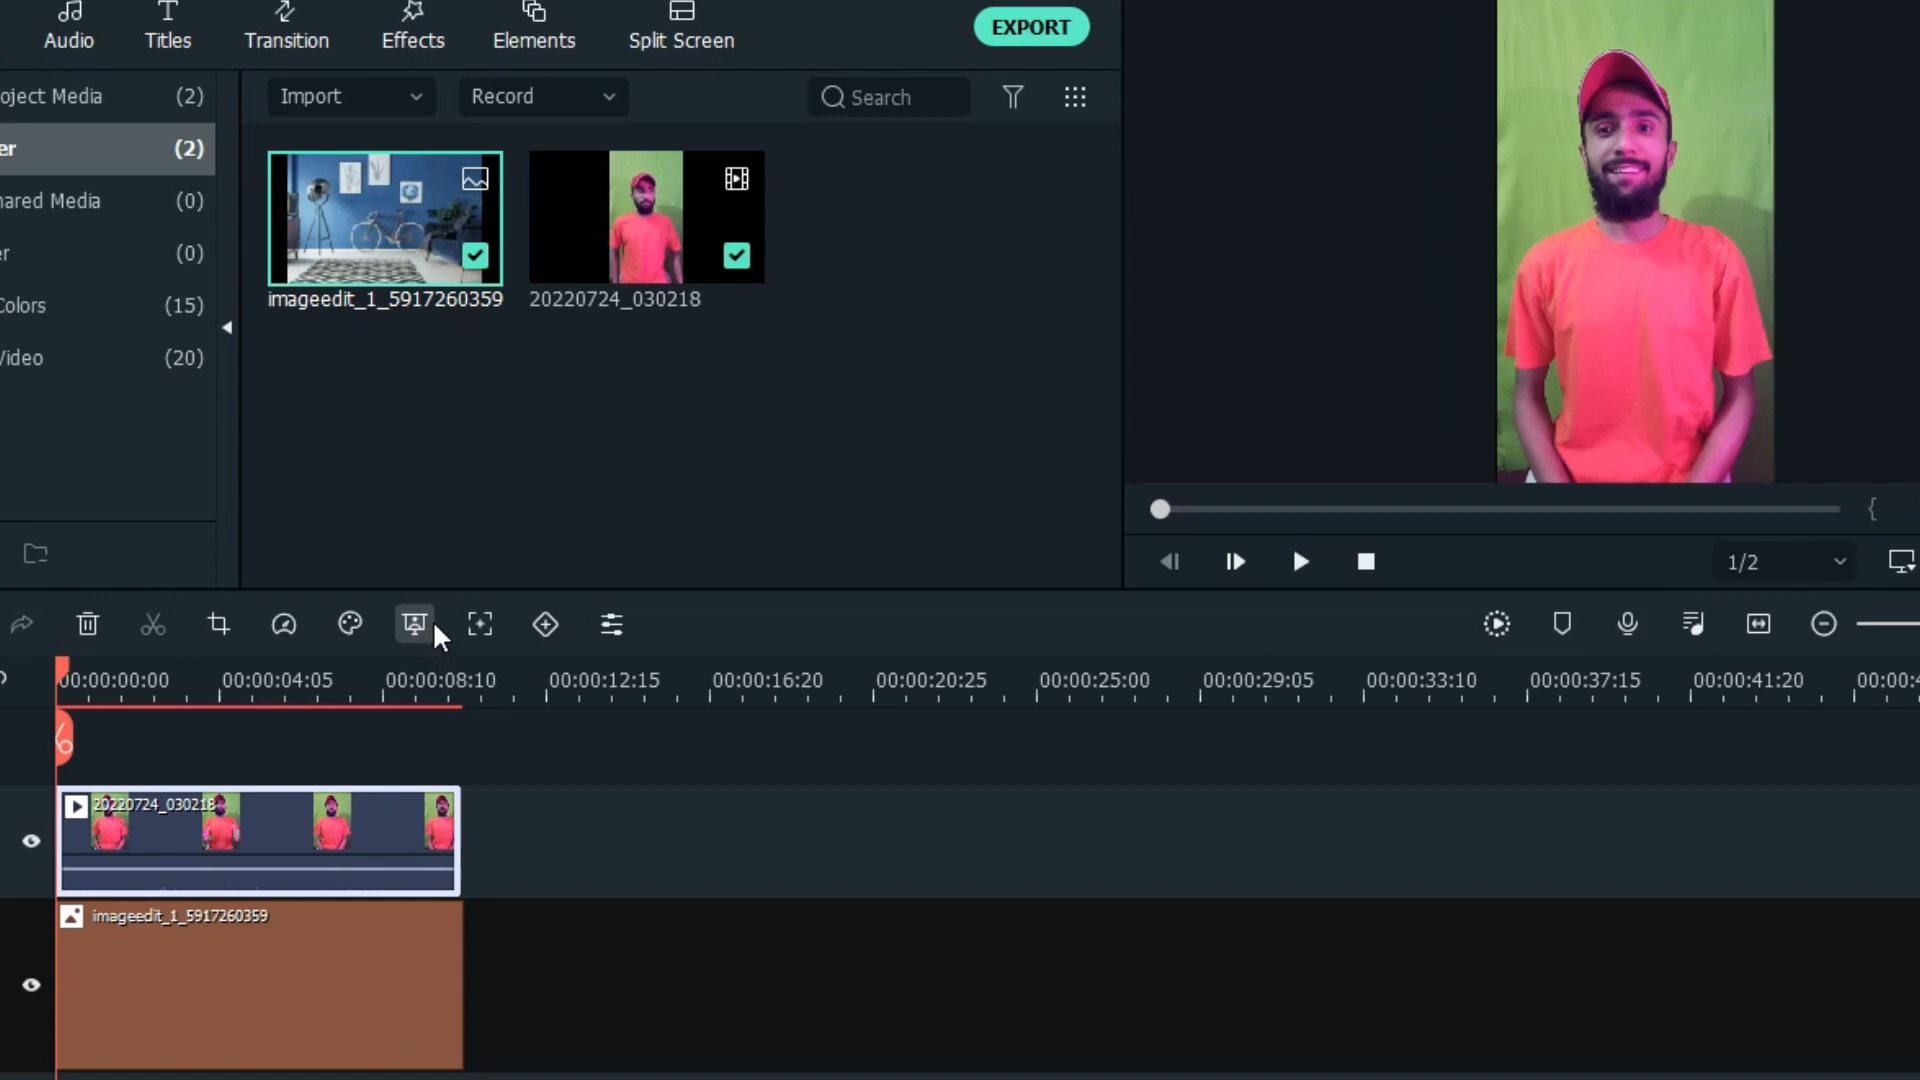 Audio
Titles
Transition
Effects
Elements
Split Screen
EXPORT
oject Media (2)
er (2)
hared Media (0)
r (0)
Colors (15)
Video (20)
Import
Record
Search
imageedit_1_5917260359
20220724_030218
1/2
00:00:00:00
00:00:04:05
00:00:08:10
00:00:12:15
00:00:16:20
00:00:20:25
00:00:25:00
00:00:29:05
00:00:33:10
00:00:37:15
00:00:41:20
00:00:4
20220724_030218
imageedit_1_5917260359